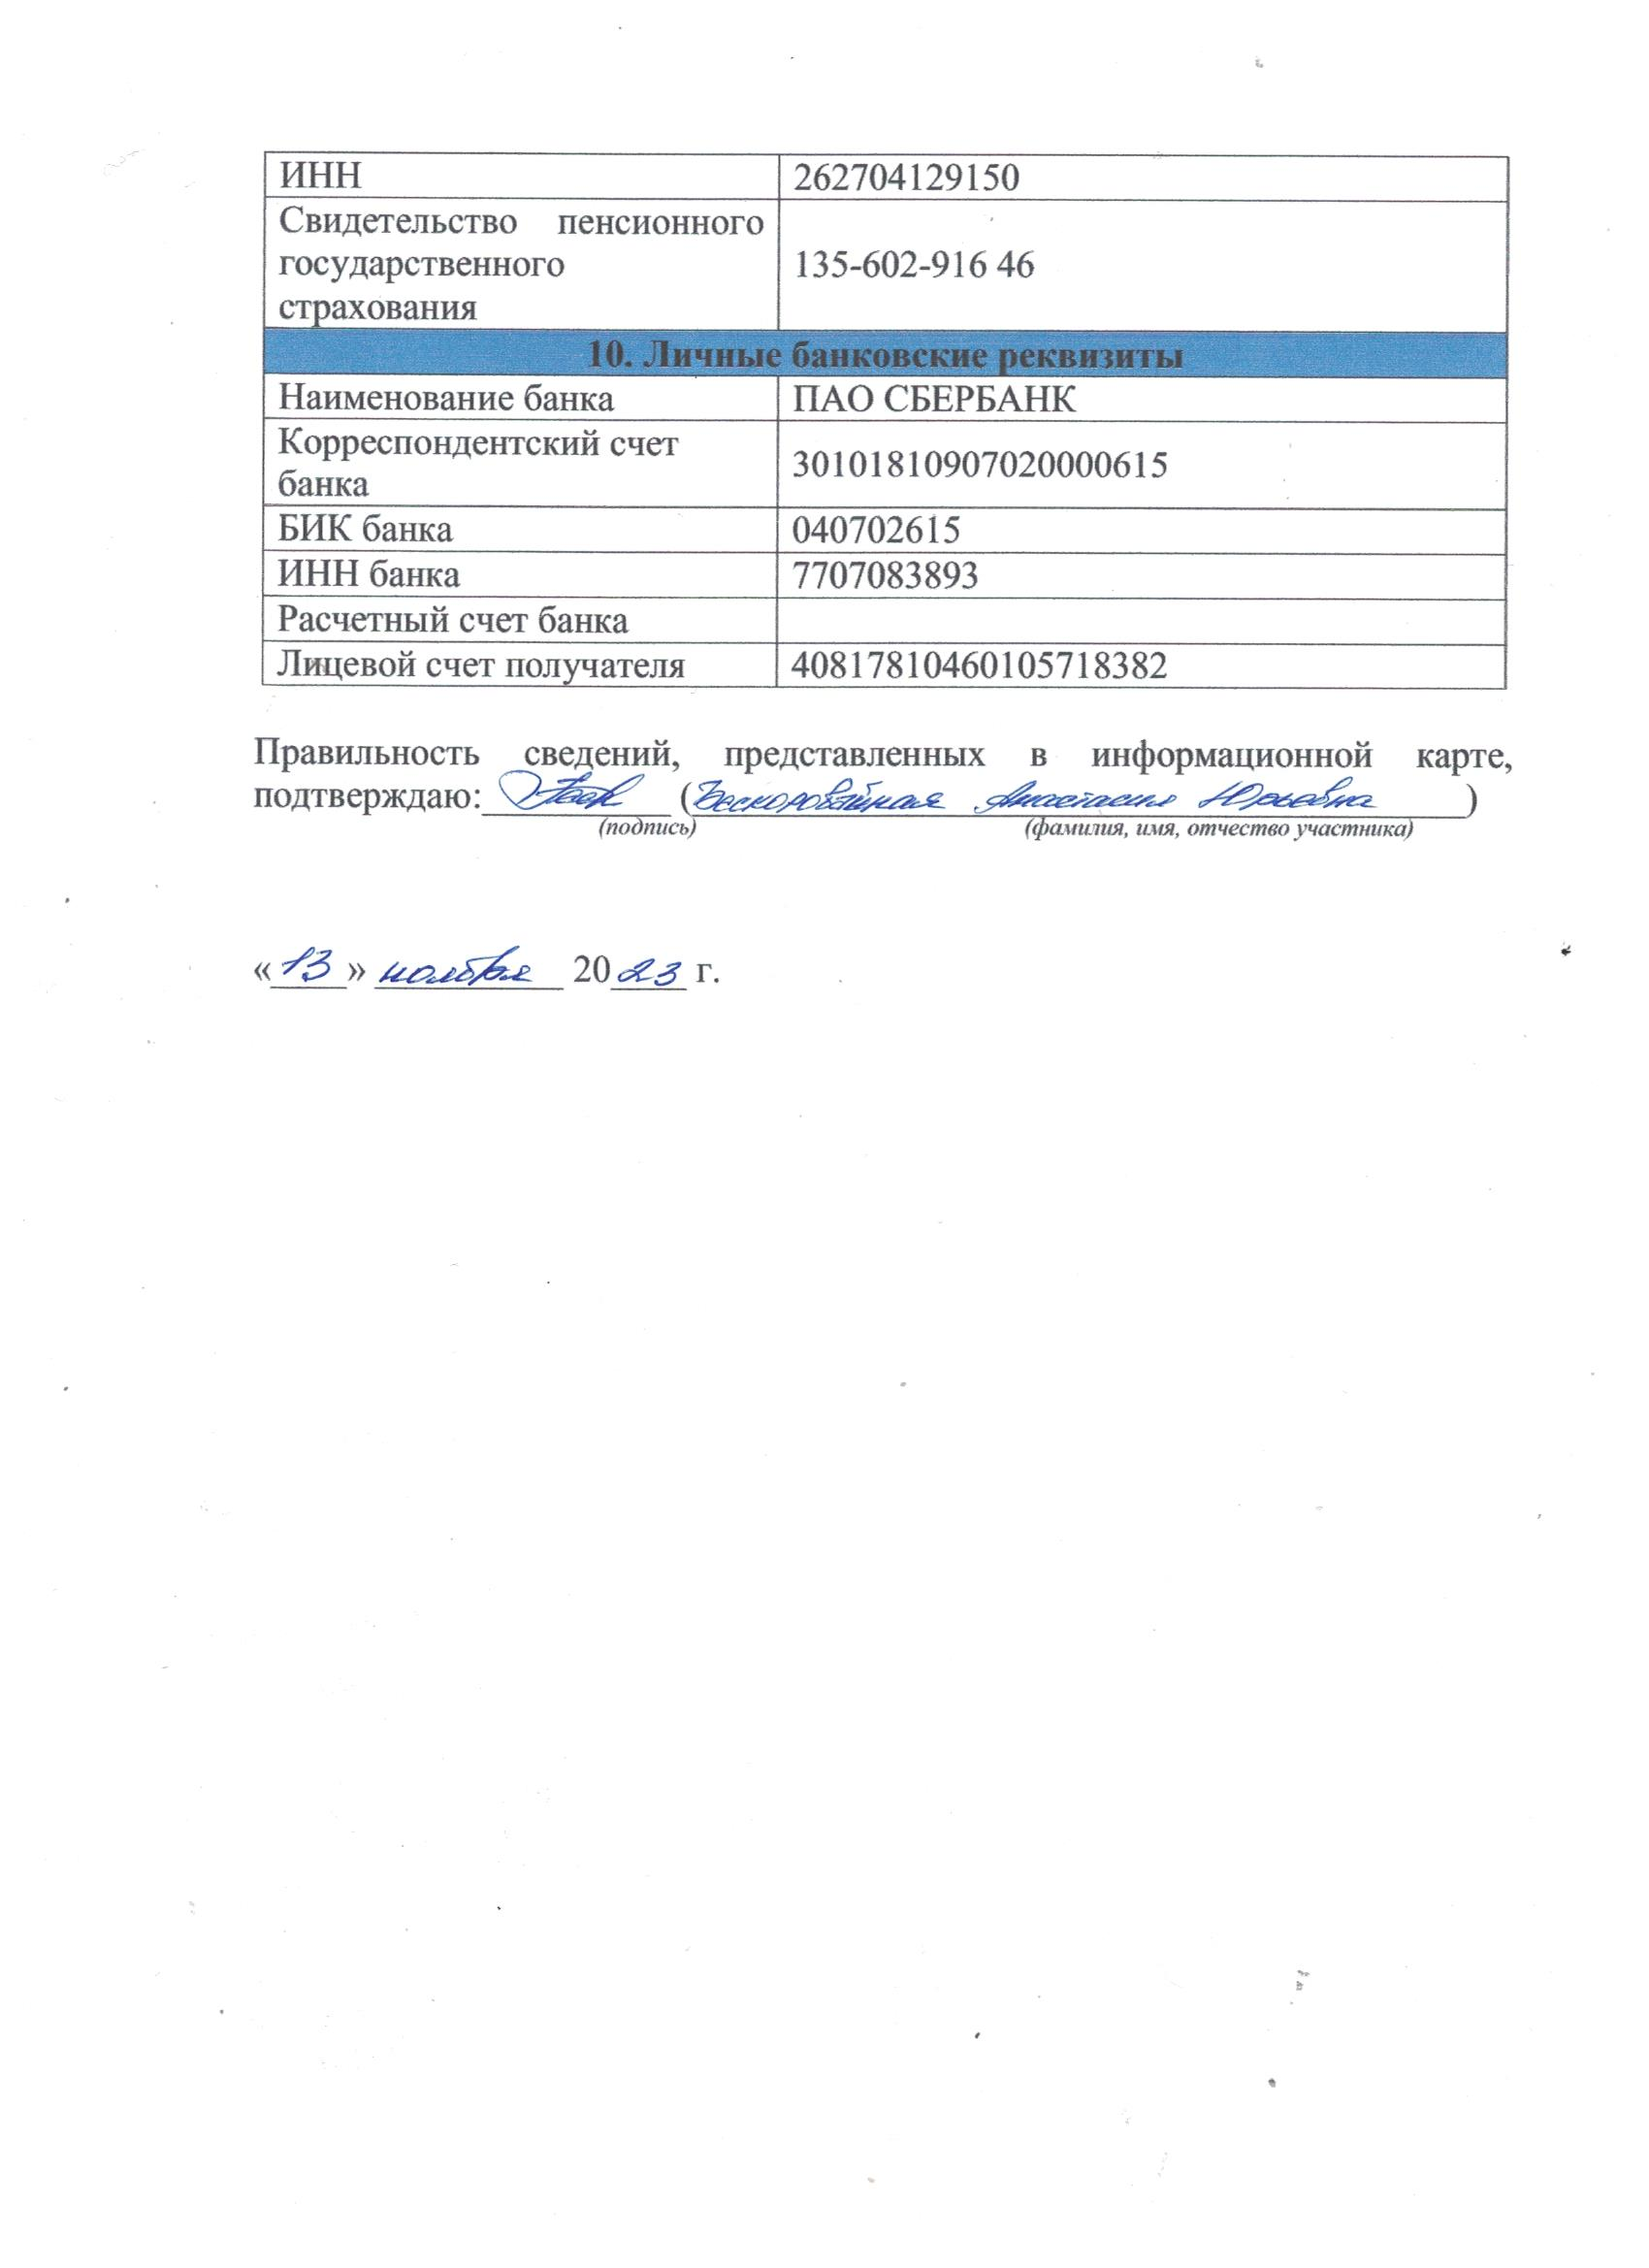 ИНН 262704129150
Свидетельство пенсионного
государственного 135-602-916 46
страхования
10. Личные банковские реквизиты
Наименование банка ПАО СБЕРБАНК
Корреспондентский счет
банка 30101810907020000615
БИК банка 040702615
ИНН банка 7707083893
Расчетный счет банка
Лицевой счет получателя 40817810460105718382
Правильность сведений, представленных в информационной карте,
подтверждаю: (Бескоровайная Анастасия Юрьевна)
(подпись) (фамилия, имя, отчество участника)
«13» ноября 2023 г.